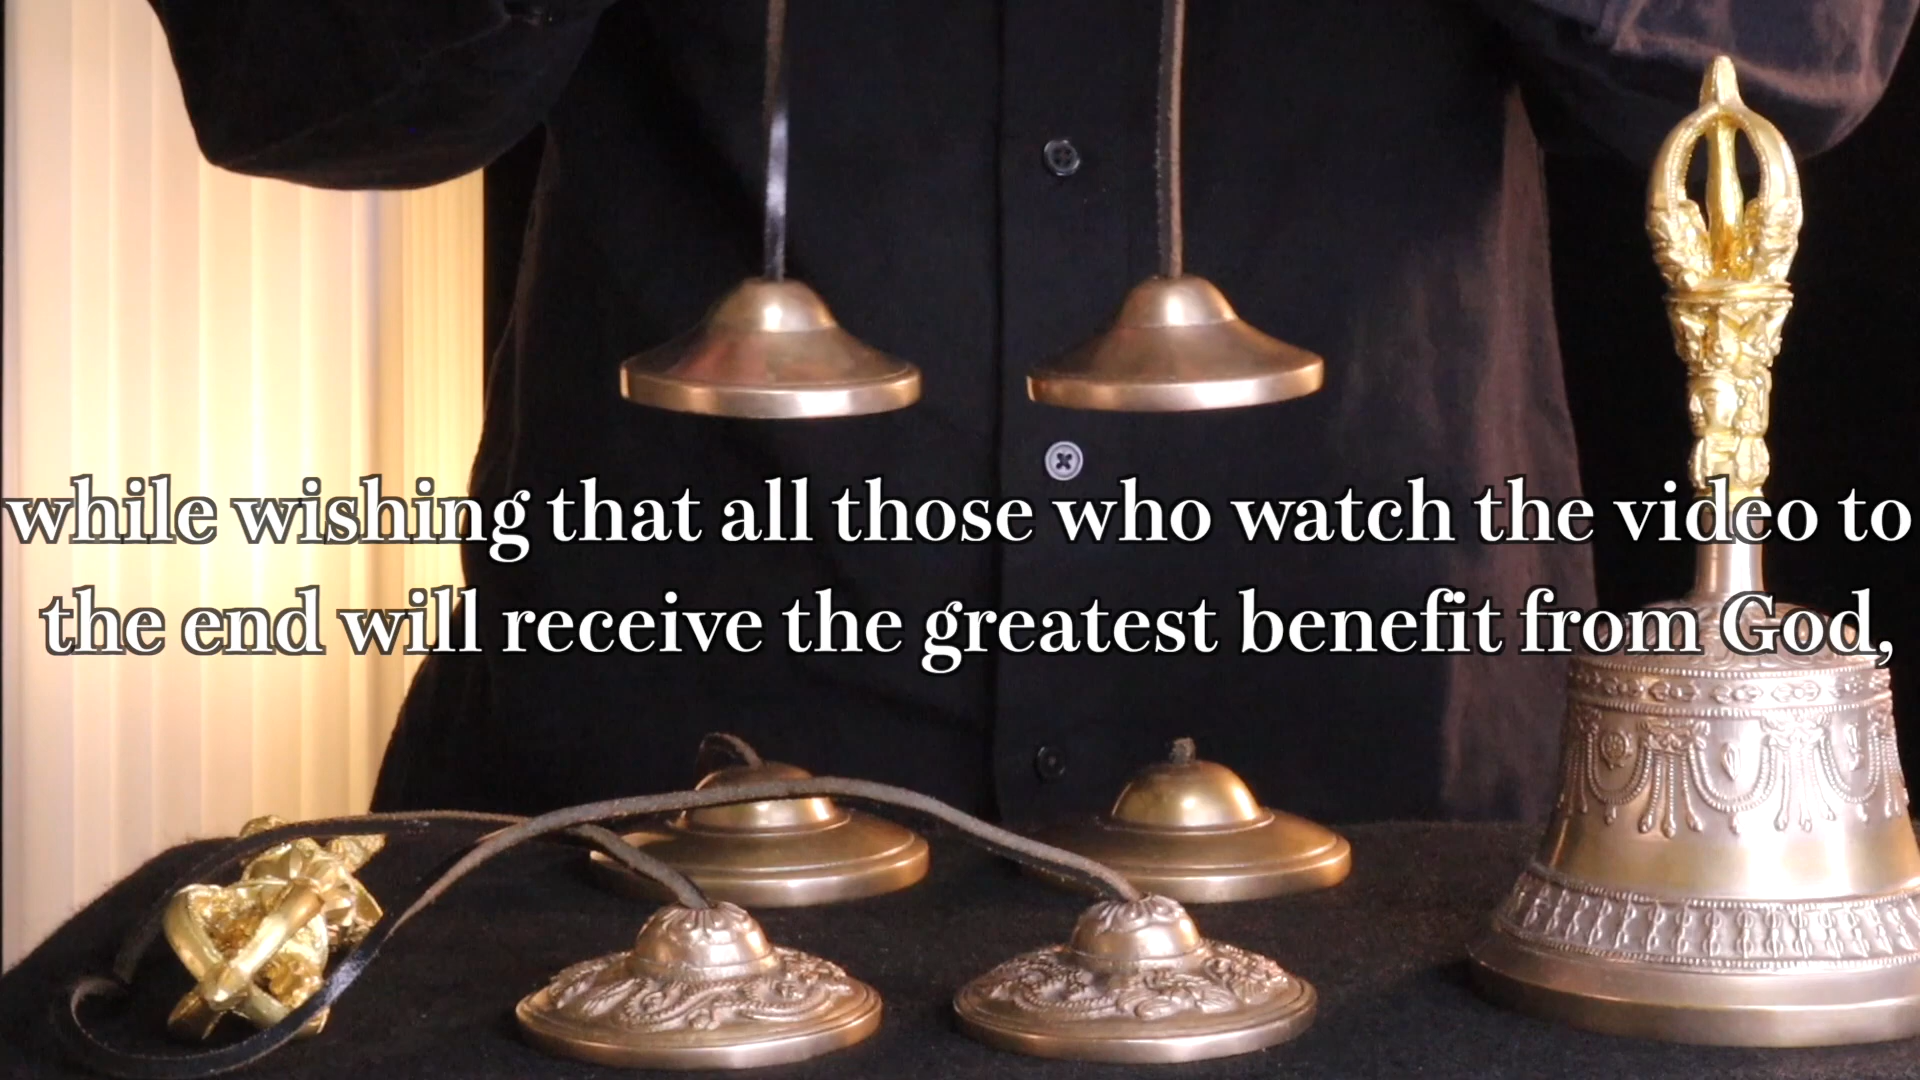 while wishing that all those who watch the video to
the end will receive the greatest benefit from God,